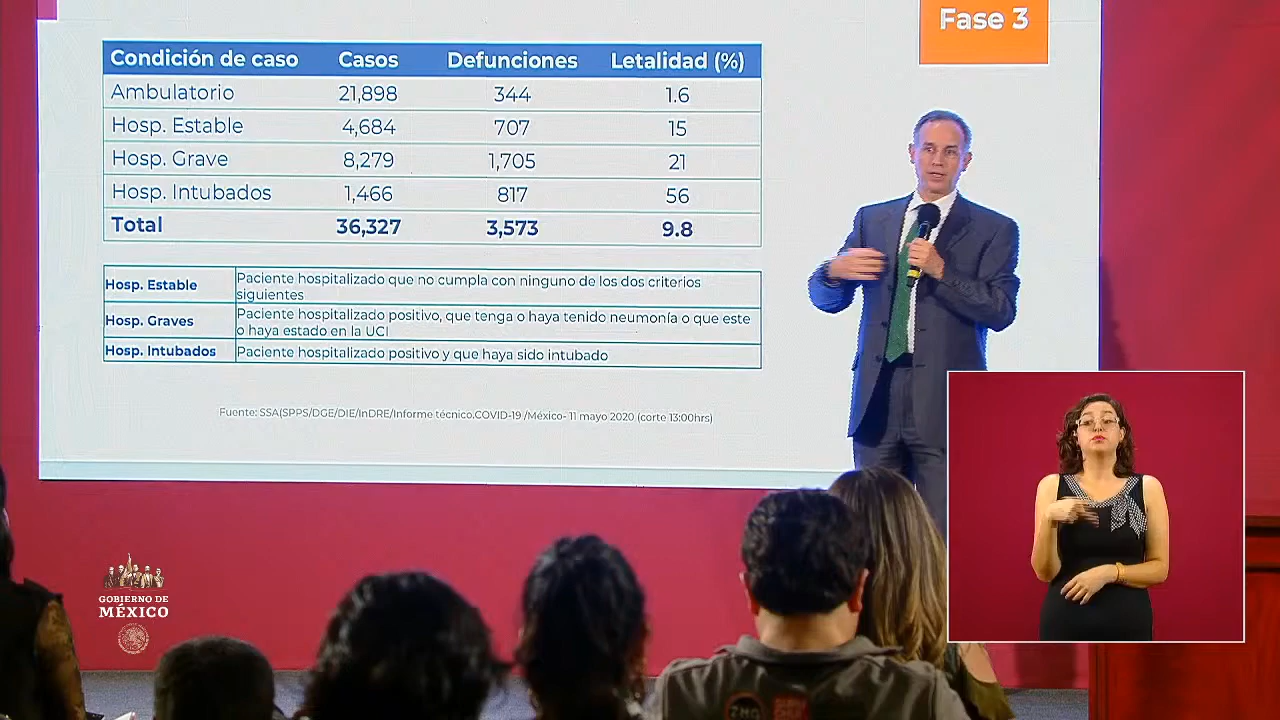 Fase 3
Condición de caso Casos Defunciones Letalidad (%)
Ambulatorio 21,898 344 1.6
Hosp. Estable 4,684 707 15
Hosp. Grave 8,279 1,705 21
Hosp. Intubados 1,466 817 56
Total 36,327 3,573 9.8
Hosp. Estable Paciente hospitalizado que no cumpla con ninguno de los dos criterios
siguientes
Hosp. Graves Paciente hospitalizado positivo, que tenga o haya tenido neumonía o que este
o haya estado en la UCI
Hosp. Intubados Paciente hospitalizado positivo y que haya sido intubado
Fuente: SSA(SPPS/DGE/DIE/InDRE/Informe técnico.COVID-19 /México- 11 mayo 2020 (corte 13:00hrs)
GOBIERNO DE
MÉXICO